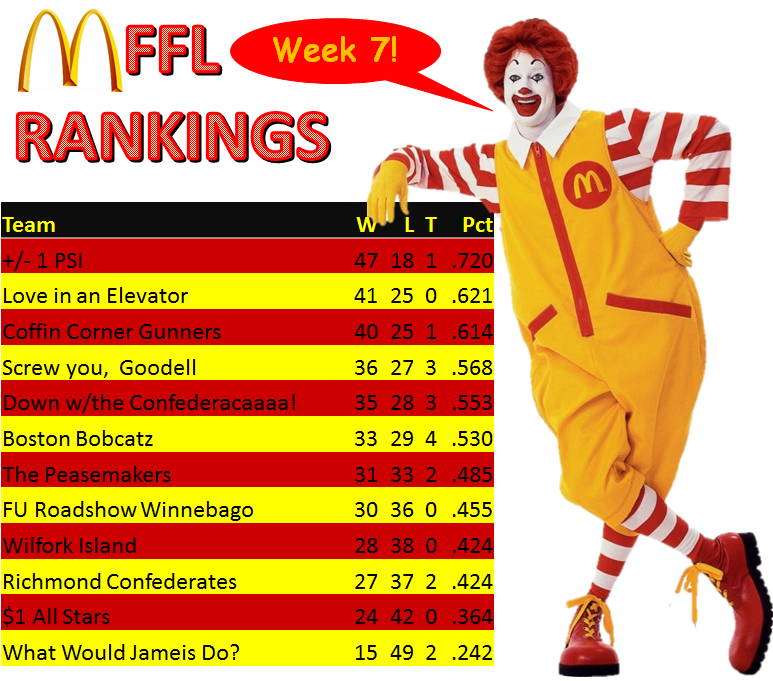 MFFL
Week 7!
RANKINGS
Team W L T Pct
+/- 1 PSI 47 18 1 .720
Love in an Elevator 41 25 0 .621
Coffin Corner Gunners 40 25 1 .614
Screw you, Goodell 36 27 3 .568
Down w/the Confederacaaaa! 35 28 3 .553
Boston Bobcatz 33 29 4 .530
The Peasemakers 31 33 2 .485
FU Roadshow Winnebago 30 36 0 .455
Wilfork Island 28 38 0 .424
Richmond Confederates 27 37 2 .424
$1 All Stars 24 42 0 .364
What Would Jameis Do? 15 49 2 .242